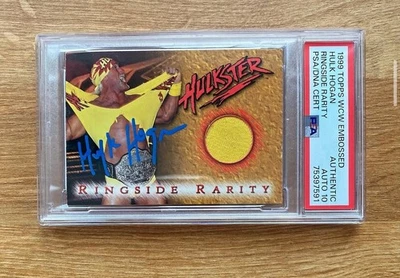 HULKSTER
Hulk Hogan
RINGSIDE RARITY
1999 TOPPS WCW EMBOSSED
HULK HOGAN
RINGSIDE RARITY
PSA/DNA CERT
AUTHENTIC
AUTO 10
75397591
PSA